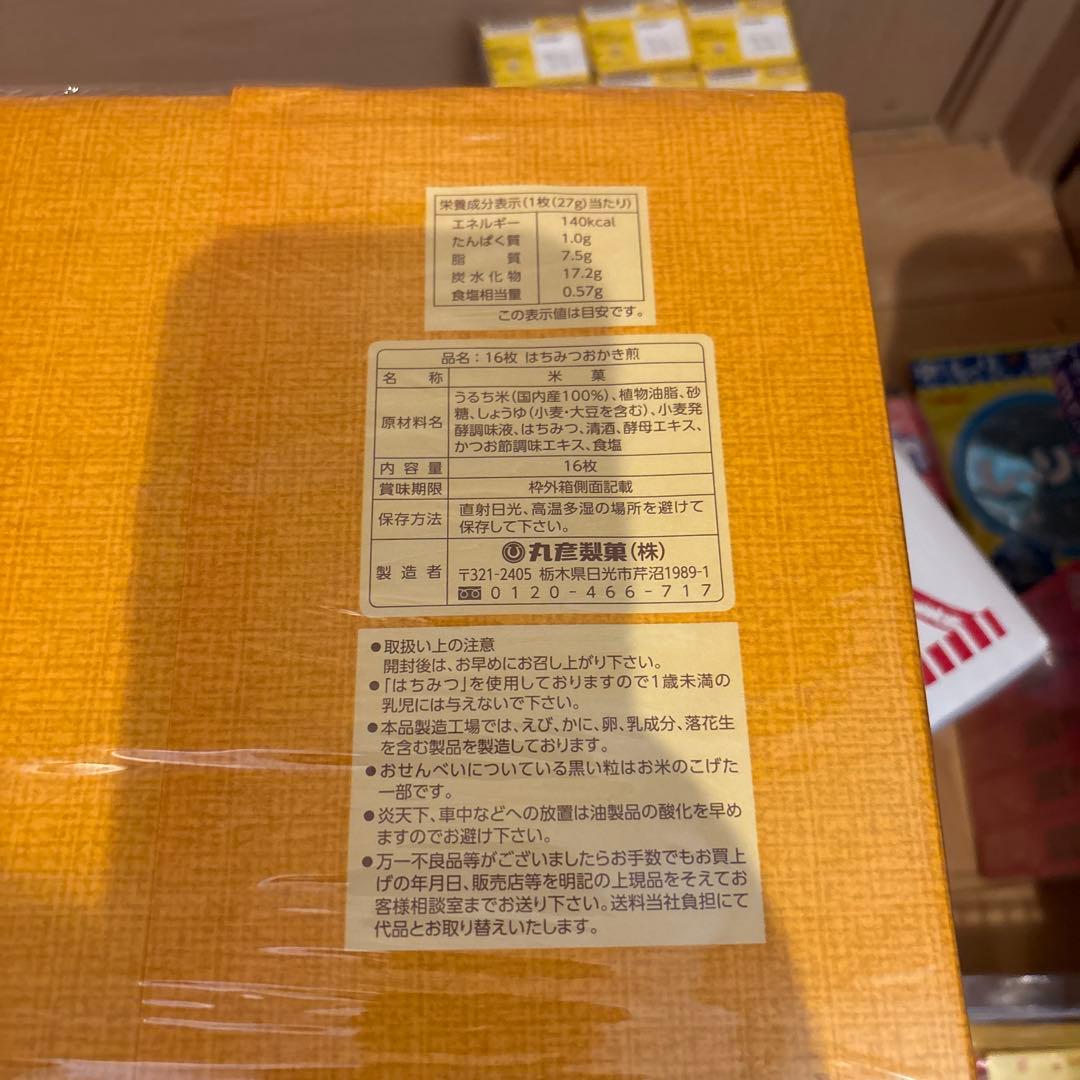 栄養成分表示(1枚(27g)当たり)
エネルギー 140kcal
たんぱく質 1.0g
脂 質 7.5g
炭水化物 17.2g
食塩相当量 0.57g
この表示値は目安です。
品名：16枚 はちみつおかき煎
名 称 米 菓
原材料名 うるち米(国内産100%)、植物油脂、砂
糖、しょうゆ(小麦・大豆を含む)、小麦発
酵調味液、はちみつ、清酒、酵母エキス、
かつお節調味エキス、食塩
内容量 16枚
賞味期限 枠外箱側面記載
保存方法 直射日光、高温多湿の場所を避けて
保存して下さい。
製造者 丸彦製菓(株)
〒321-2405 栃木県日光市芹沼1989-1
0120-466-717
●取扱い上の注意
開封後は、お早めにお召し上がり下さい。
●「はちみつ」を使用しておりますので1歳未満の
乳児には与えないで下さい。
●本品製造工場では、えび、かに、卵、乳成分、落花生
を含む製品を製造しております。
●おせんべいについている黒い粒はお米のこげた
一部です。
●炎天下、車中などへの放置は油製品の酸化を早め
ますのでお避け下さい。
●万一不良品等がございましたらお手数でもお買上
げの年月日、販売店等を明記の上現品をそえてお
客様相談室までお送り下さい。送料当社負担にて
代品とお取り替えいたします。